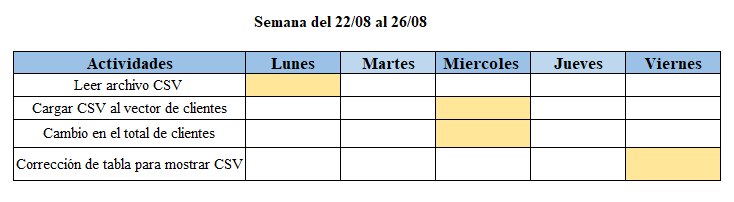 Semana del 22/08 al 26/08
Actividades Lunes Martes Miercoles Jueves Viernes
Leer archivo CSV
Cargar CSV al vector de clientes
Cambio en el total de clientes
Corrección de tabla para mostrar CSV